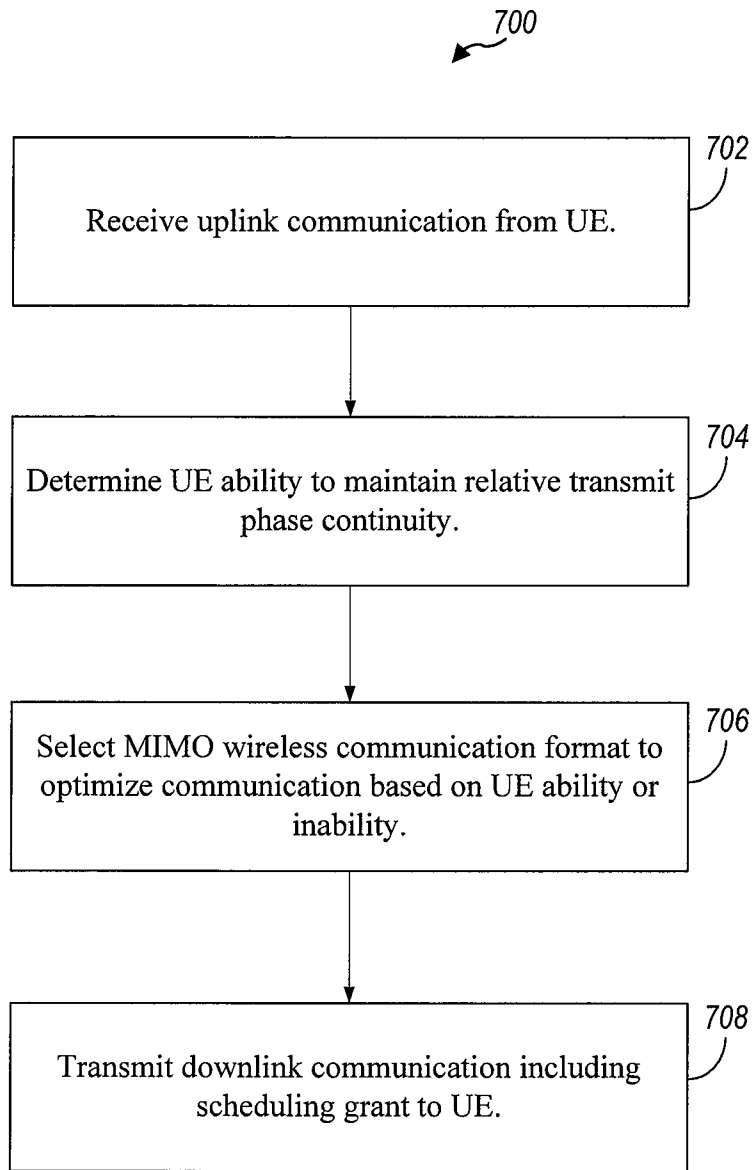 700
702
Receive uplink communication from UE.
704
Determine UE ability to maintain relative transmit
phase continuity.
706
Select MIMO wireless communication format to
optimize communication based on UE ability or
inability.
708
Transmit downlink communication including
scheduling grant to UE.